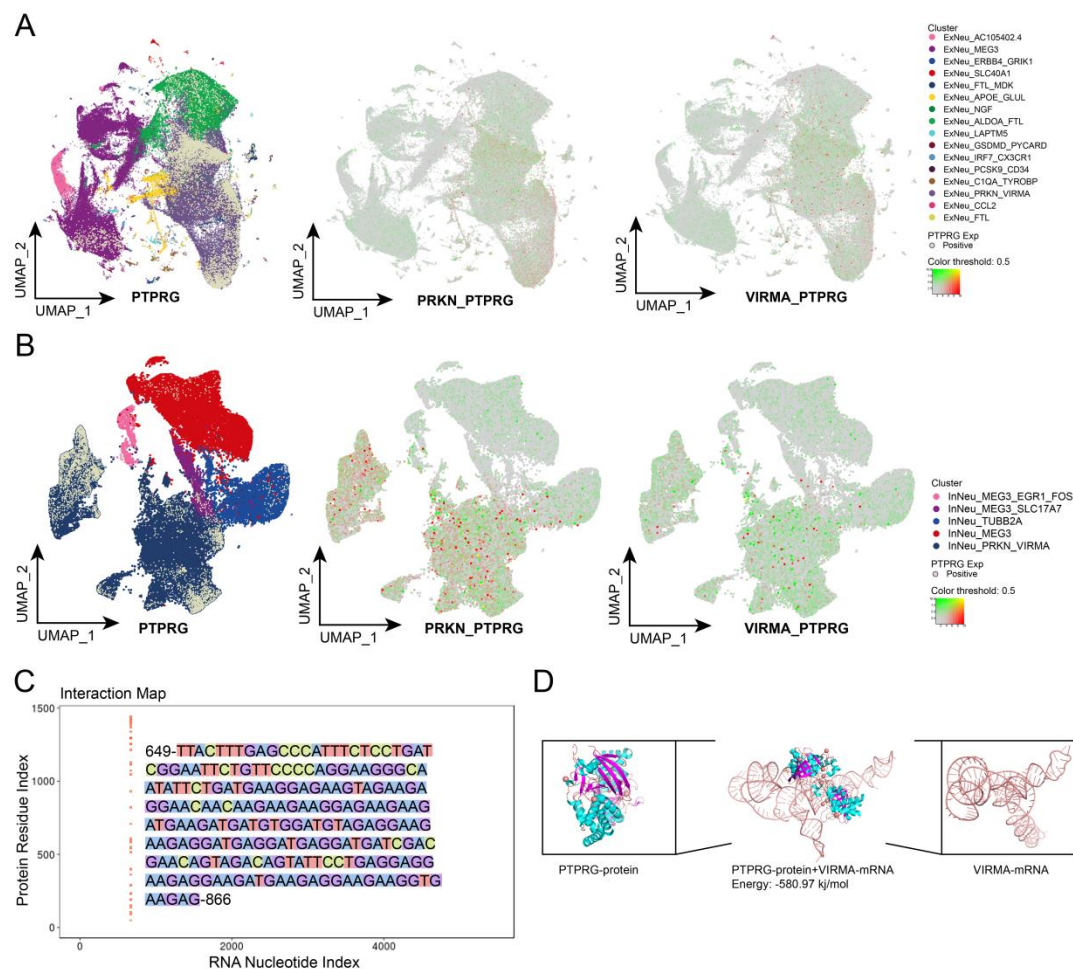 A
Cluster
ExNeu_AC105402.4
ExNeu_MEG3
ExNeu_ERBB4_GRIK1
ExNeu_SLC40A1
ExNeu_FTL_MDK
ExNeu_APOE_GLUL
ExNeu_NGF
ExNeu_ALDOA_FTL
ExNeu_LAPTM5
ExNeu_GSDMD_PYCARD
ExNeu_IRF7_CX3CR1
ExNeu_PCSK9_CD34
ExNeu_C1QA_TYROBP
ExNeu_PRKN_VIRMA
ExNeu_CCL2
ExNeu_FTL
PTPRG Exp
Positive
Color threshold: 0.5
UMAP_2
UMAP_1
PTPRG
UMAP_2
UMAP_1
PRKN_PTPRG
UMAP_2
UMAP_1
VIRMA_PTPRG
B
Cluster
InNeu_MEG3_EGR1_FOS
InNeu_MEG3_SLC17A7
InNeu_TUBB2A
InNeu_MEG3
InNeu_PRKN_VIRMA
PTPRG Exp
Positive
Color threshold: 0.5
UMAP_2
UMAP_1
PTPRG
UMAP_2
UMAP_1
PRKN_PTPRG
UMAP_2
UMAP_1
VIRMA_PTPRG
C
Interaction Map
Protein Residue Index
1500
1000
500
0
649-TTACTTTGAGCCCATTTCTCCTGAT
CGGAATTCTGTTCCCCAGGAAGGGCA
ATATTCTGATGAAGGAGAAGTAGAAGA
GGAACAACAAGAAGAAGGAGAAGAAG
ATGAAGATGATGTGGATGTAGAGGAAG
AAGAGGATGAGGATGAGGATGATCGAC
GAACAGTAGACAGTATTCCTGAGGAGG
AAGAGGAAGATGAAGAGGAAGAAGGTG
AAGAG-866
0
2000
4000
RNA Nucleotide Index
D
PTPRG-protein
PTPRG-protein+VIRMA-mRNA
Energy: -580.97 kj/mol
VIRMA-mRNA